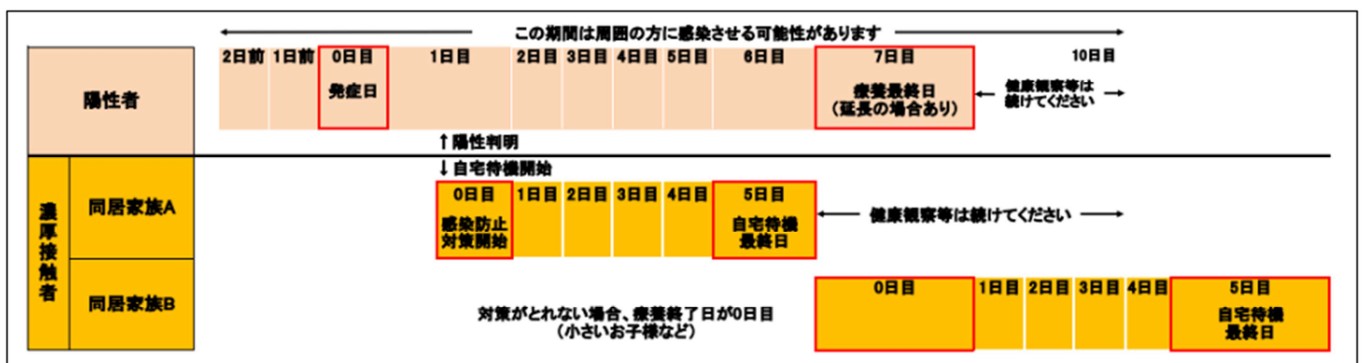 この期間は周囲の方に感染させる可能性があります
2日前 1日前 0日目 1日目 2日目 3日目 4日目 5日目 6日目 7日目 10日目
陽性者
発症日
療養最終日
(延長の場合あり)
健康観察等は
続けてください
↑陽性判明
↓自宅待機開始
濃厚接触者
同居家族A
0日目 1日目 2日目 3日目 4日目 5日目
感染防止
対策開始
自宅待機
最終日
健康観察等は続けてください
同居家族B
0日目 1日目 2日目 3日目 4日目 5日目
対策がとれない場合、療養終了日が0日目
(小さいお子様など)
自宅待機
最終日